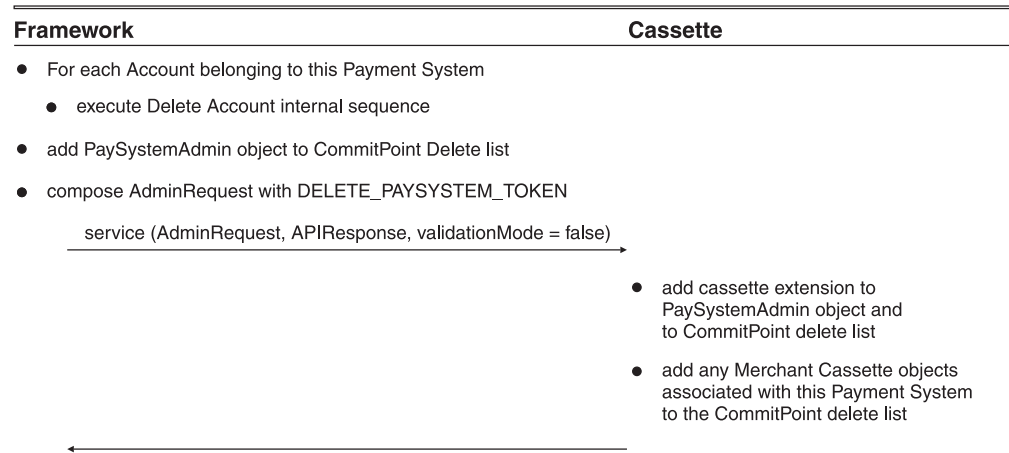 Framework Cassette
● For each Account belonging to this Payment System
● execute Delete Account internal sequence
● add PaySystemAdmin object to CommitPoint Delete list
● compose AdminRequest with DELETE_PAYSYSTEM_TOKEN
service (AdminRequest, APIResponse, validationMode = false)
● add cassette extension to
PaySystemAdmin object and
to CommitPoint delete list
● add any Merchant Cassette objects
associated with this Payment System
to the CommitPoint delete list